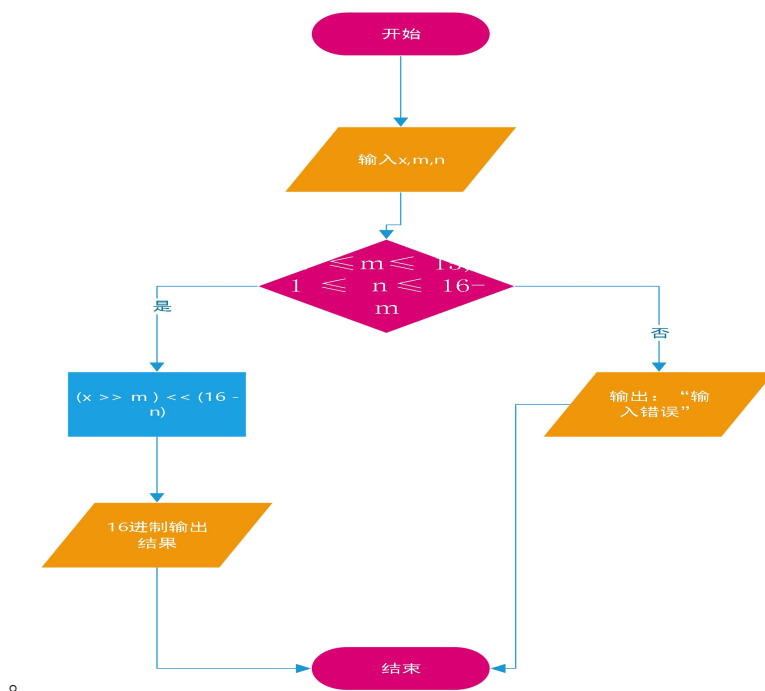 开始
输入x,m,n
≤m≤ 15,
1 ≤ n ≤ 16-
m
是
否
(x >> m ) << (16 -
n)
输出：“输
入错误”
16进制输出
结果
结束
。